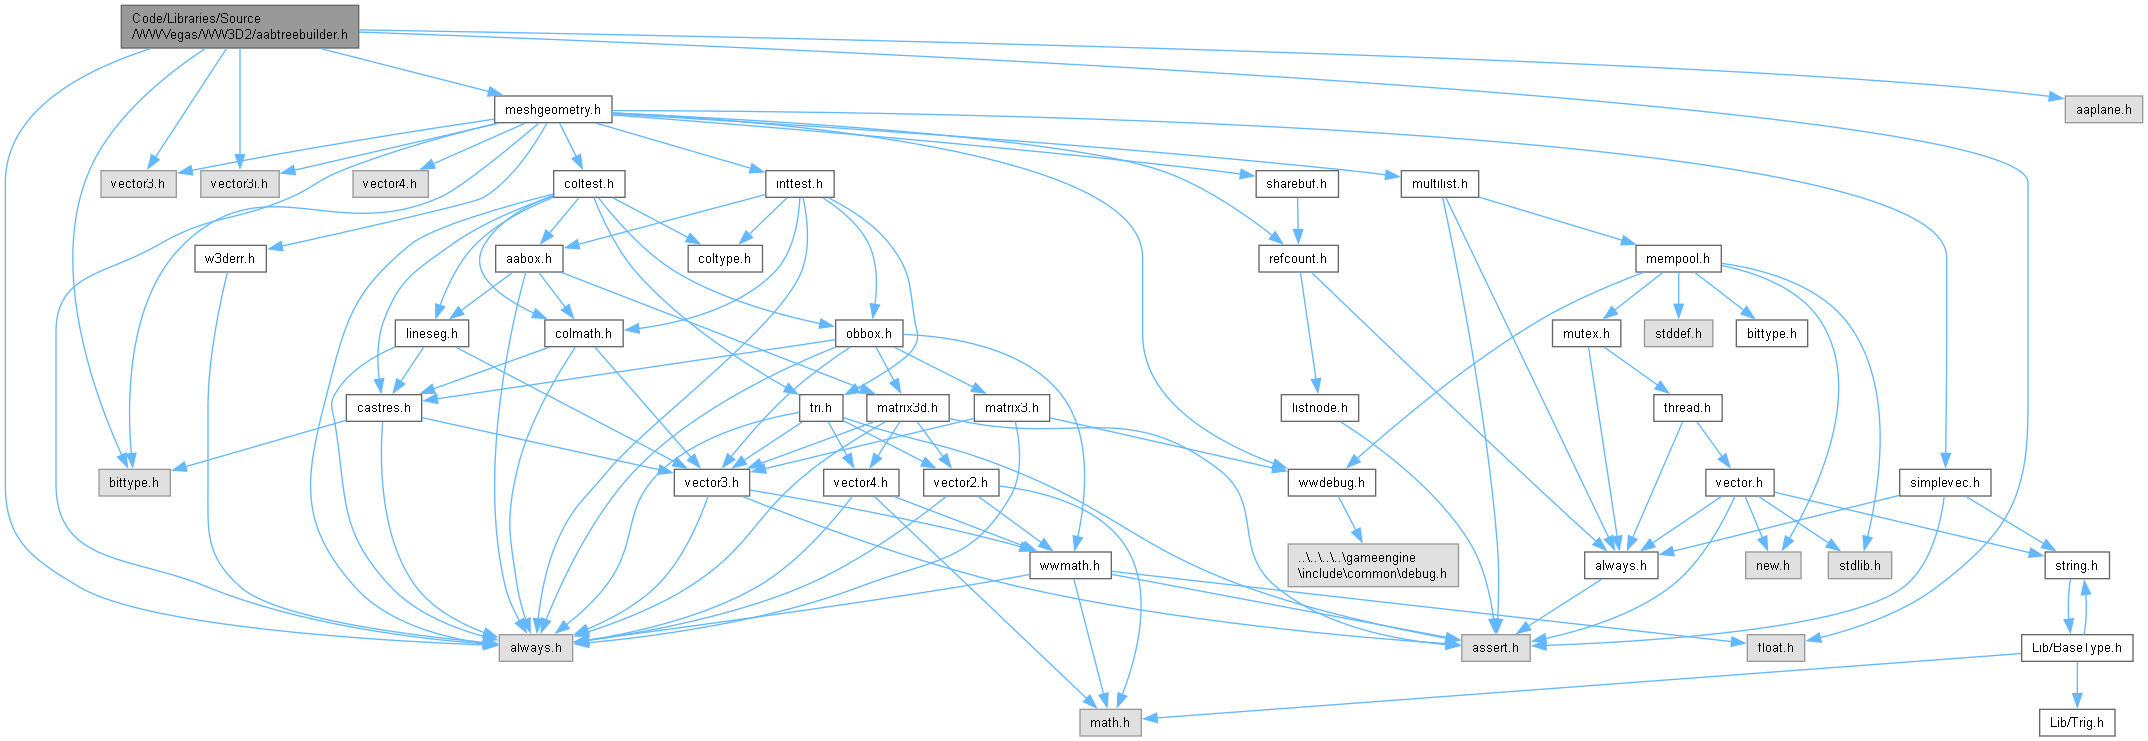 Code/Libraries/Source
/WWVegas/WW3D2/aabtreebuilder.h
aaplane.h
meshgeometry.h
vector3.h
vector3i.h
vector4.h
coltest.h
inttest.h
sharebuf.h
multilist.h
w3derr.h
aabox.h
coltype.h
refcount.h
mempool.h
lineseg.h
colmath.h
obbox.h
mutex.h
stddef.h
bittype.h
castres.h
tri.h
matrix3d.h
matrix3.h
listnode.h
thread.h
bittype.h
vector3.h
vector4.h
vector2.h
wwdebug.h
vector.h
simplevec.h
wwmath.h
..\..\..\..\gameengine
\include\common\debug.h
always.h
new.h
stdlib.h
string.h
always.h
assert.h
float.h
Lib/BaseType.h
math.h
Lib/Trig.h